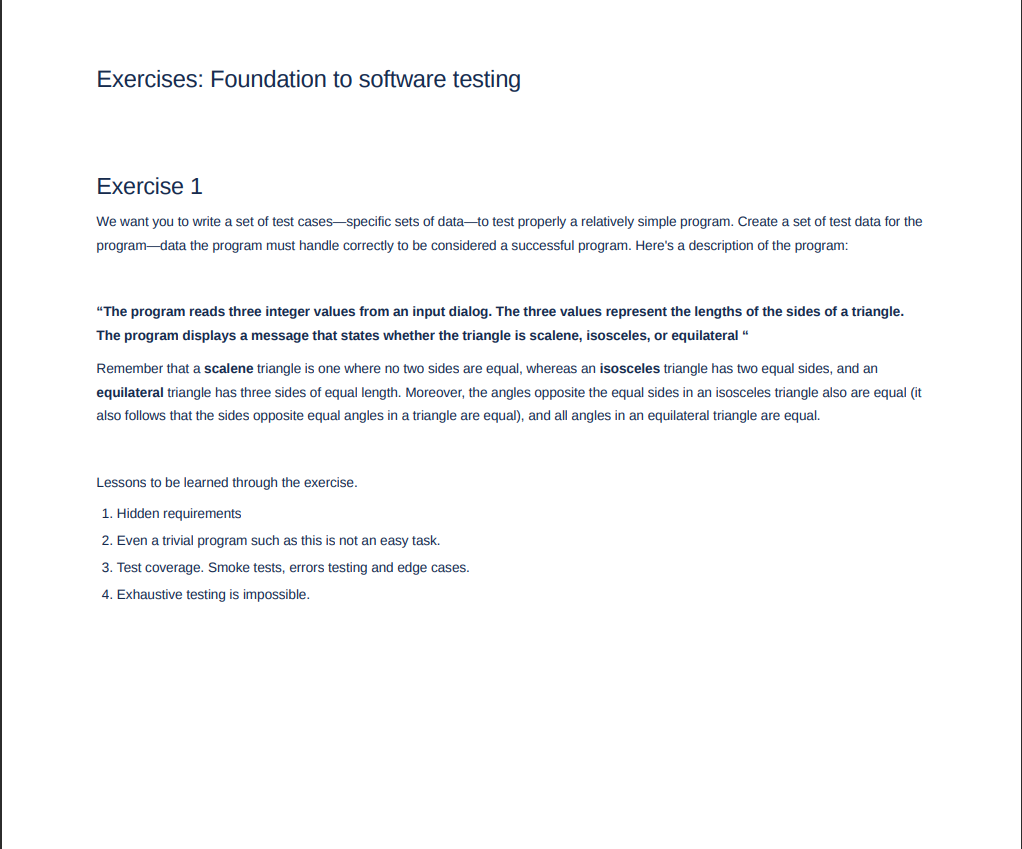 Exercises: Foundation to software testing
Exercise 1
We want you to write a set of test cases—specific sets of data—to test properly a relatively simple program. Create a set of test data for the
program—data the program must handle correctly to be considered a successful program. Here's a description of the program:
“The program reads three integer values from an input dialog. The three values represent the lengths of the sides of a triangle.
The program displays a message that states whether the triangle is scalene, isosceles, or equilateral “
Remember that a scalene triangle is one where no two sides are equal, whereas an isosceles triangle has two equal sides, and an
equilateral triangle has three sides of equal length. Moreover, the angles opposite the equal sides in an isosceles triangle also are equal (it
also follows that the sides opposite equal angles in a triangle are equal), and all angles in an equilateral triangle are equal.
Lessons to be learned through the exercise.
1. Hidden requirements
2. Even a trivial program such as this is not an easy task.
3. Test coverage. Smoke tests, errors testing and edge cases.
4. Exhaustive testing is impossible.